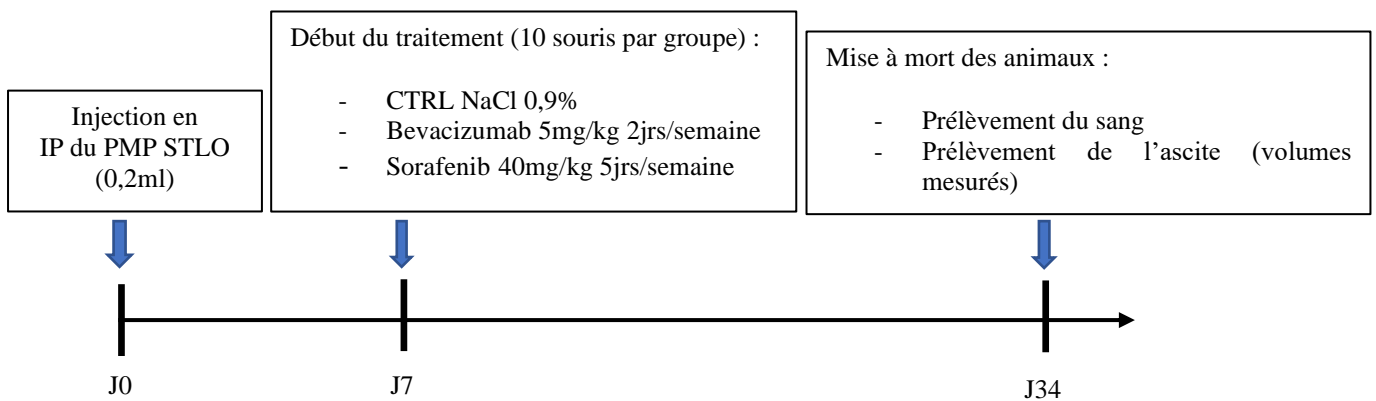 Injection en
IP du PMP STLO
(0,2ml)
Début du traitement (10 souris par groupe) :
- CTRL NaCl 0,9%
- Bevacizumab 5mg/kg 2jrs/semaine
- Sorafenib 40mg/kg 5jrs/semaine
Mise à mort des animaux :
- Prélèvement du sang
- Prélèvement de l’ascite (volumes
mesurés)
J0
J7
J34